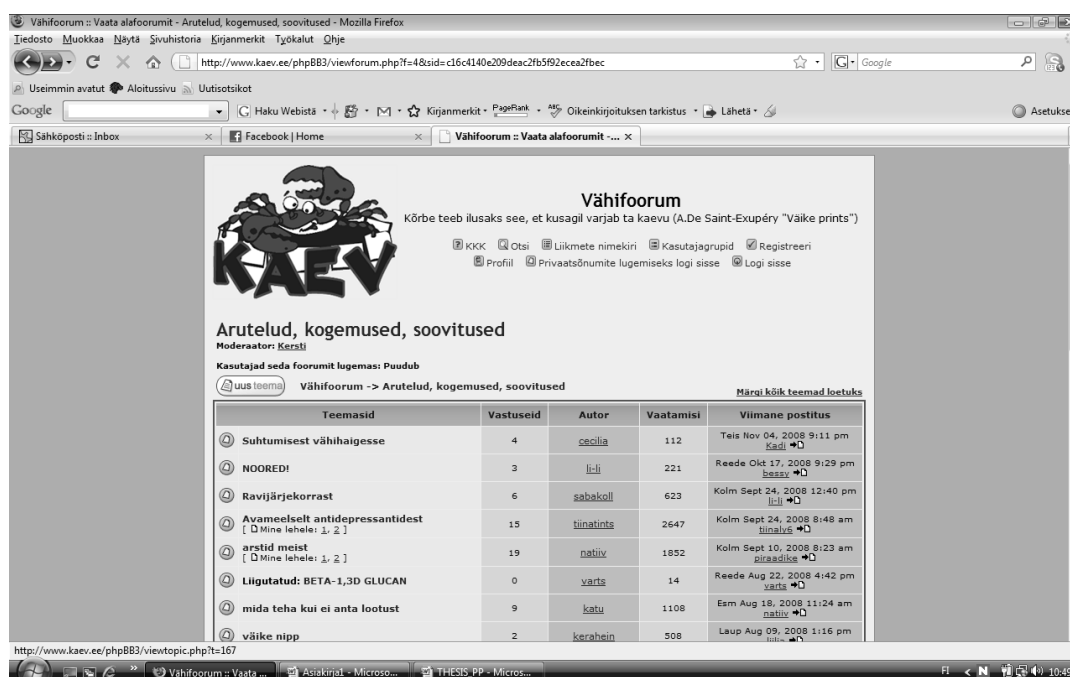 Vähifoorum :: Vaata alafoorumit - Arutelud, kogemused, soovitused - Mozilla Firefox
Tiedosto Muokkaa Näytä Sivuhistoria Kirjanmerkit Työkalut Ohje
http://www.kaev.ee/phpBB3/viewforum.php?f=4&sid=c16c4140e209deac2fb5f92ecea2fbec
G Google
Useimmin avatut Aloitussivu Uutisotsikot
Google G Haku Webistä Kirjanmerkit PageRank Oikeinkirjoituksen tarkistus Lähetä Asetukse
Sähköposti :: Inbox Facebook | Home Vähifoorum :: Vaata alafoorumit -...
KAEV
Vähifoorum
Kõrbe teeb ilusaks see, et kusagil varjab ta kaevu (A.De Saint-Exupéry "Väike prints")
KKK Otsi Liikmete nimekiri Kasutajagrupid Registreeri
Profiil Privaatsõnumite lugemiseks logi sisse Logi sisse
Arutelud, kogemused, soovitused
Moderaator: Kersti
Kasutajad seda foorumit lugemas: Puudub
uus teema Vähifoorum -> Arutelud, kogemused, soovitused Märgi kõik teemad loetuks
Teemasid Vastuseid Autor Vaatamisi Viimane postitus
Suhtumisest vähihaigesse 4 cecilia 112 Teis Nov 04, 2008 9:11 pm
Kadi
NOORED! 3 li-li 221 Reede Okt 17, 2008 9:29 pm
bessy
Ravijärjekorrast 6 sabakoll 623 Kolm Sept 24, 2008 12:40 pm
li-li
Avameelselt antidepressantidest 15 tiinatints 2647 Kolm Sept 24, 2008 8:48 am
[ Mine lehele: 1, 2 ] tiinaly6
arstid meist 19 natiiv 1852 Kolm Sept 10, 2008 8:23 am
[ Mine lehele: 1, 2 ] piraadike
Liigutatud: BETA-1,3D GLUCAN 0 varts 14 Reede Aug 22, 2008 4:42 pm
varts
mida teha kui ei anta lootust 9 katu 1108 Esm Aug 18, 2008 11:24 am
natiiv
väike nipp 2 kerahein 508 Laup Aug 09, 2008 1:16 pm
http://www.kaev.ee/phpBB3/viewtopic.php?t=167
Vähifoorum :: Vaata ... Asiakirja1 - Microso... THESIS_PP - Micros... FI N 10:49